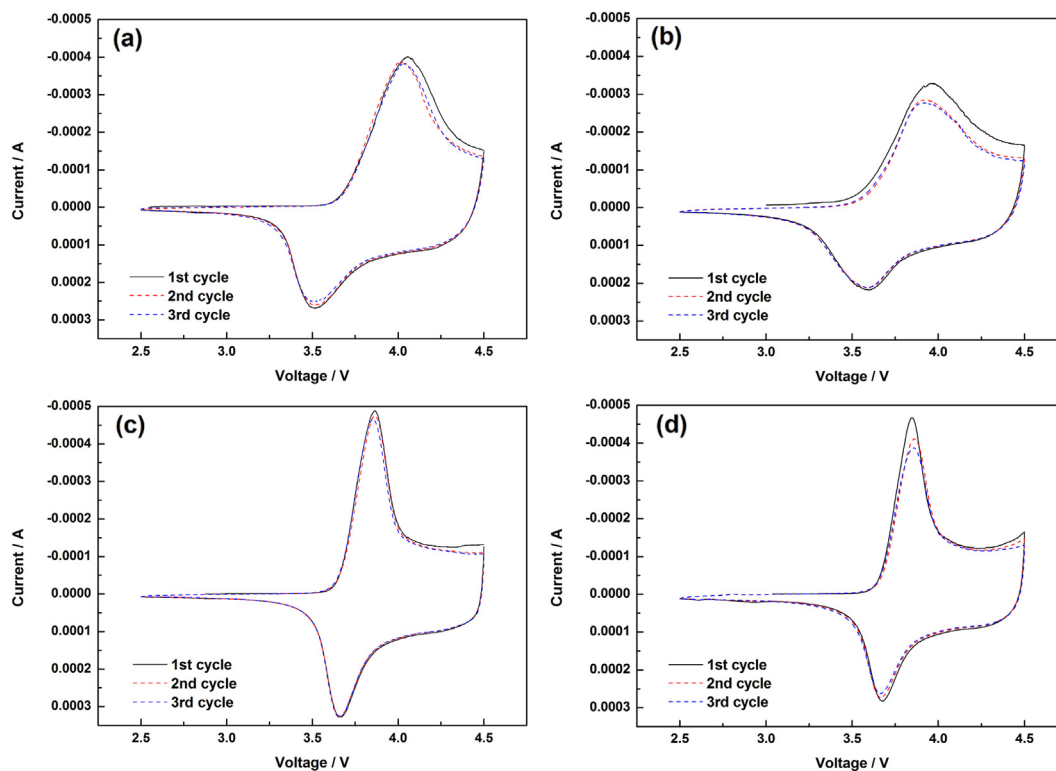 (a)
-0.0005
-0.0004
-0.0003
-0.0002
-0.0001
0.0000
0.0001
0.0002
0.0003
Current / A
1st cycle
2nd cycle
3rd cycle
2.5 3.0 3.5 4.0 4.5
Voltage / V
(b)
-0.0005
-0.0004
-0.0003
-0.0002
-0.0001
0.0000
0.0001
0.0002
0.0003
Current / A
1st cycle
2nd cycle
3rd cycle
2.5 3.0 3.5 4.0 4.5
Voltage / V
(c)
-0.0005
-0.0004
-0.0003
-0.0002
-0.0001
0.0000
0.0001
0.0002
0.0003
Current / A
1st cycle
2nd cycle
3rd cycle
2.5 3.0 3.5 4.0 4.5
Voltage / V
(d)
-0.0005
-0.0004
-0.0003
-0.0002
-0.0001
0.0000
0.0001
0.0002
0.0003
Current / A
1st cycle
2nd cycle
3rd cycle
2.5 3.0 3.5 4.0 4.5
Voltage / V